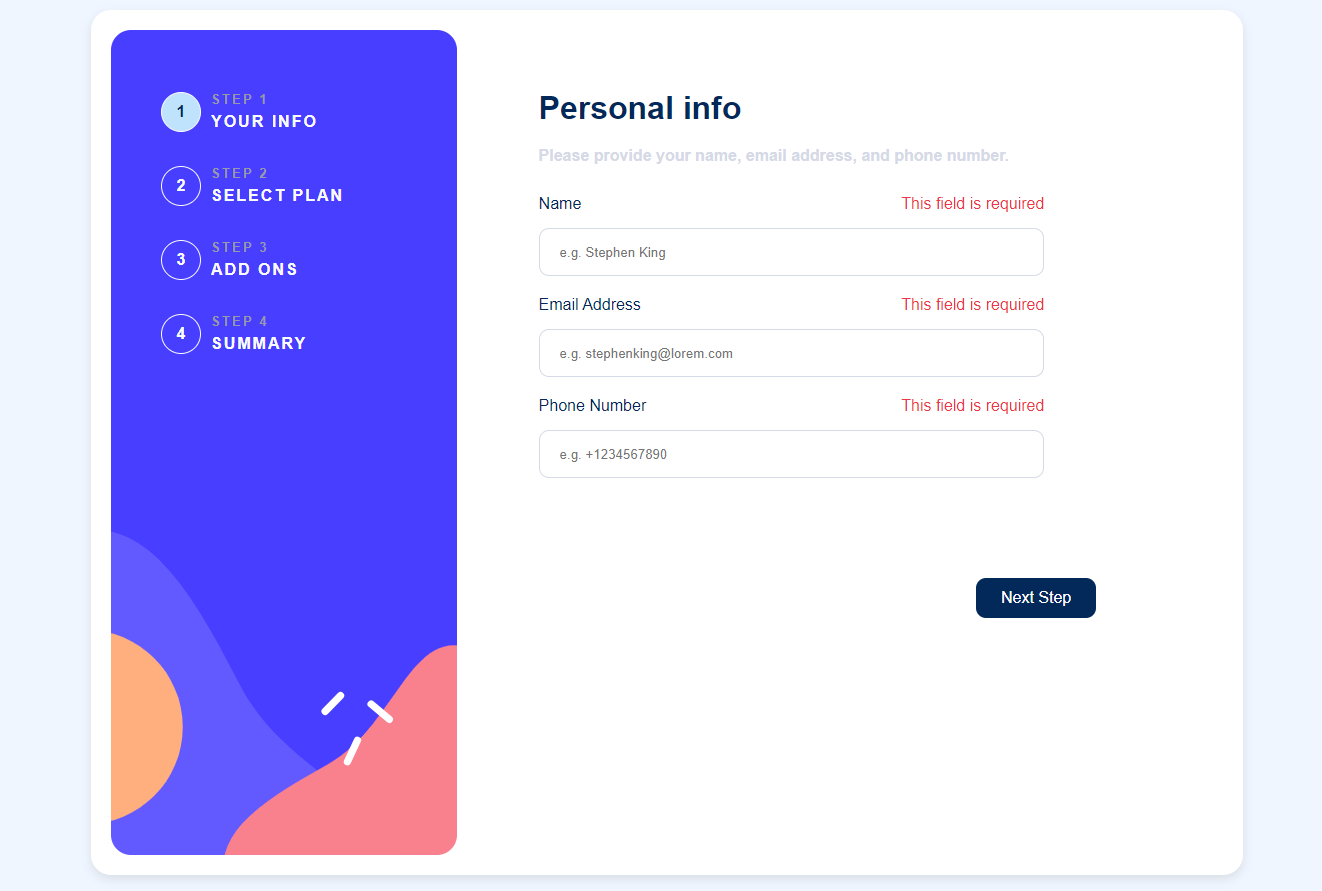 1
STEP 1
YOUR INFO
2
STEP 2
SELECT PLAN
3
STEP 3
ADD ONS
4
STEP 4
SUMMARY
Personal info
Please provide your name, email address, and phone number.
Name This field is required
e.g. Stephen King
Email Address This field is required
e.g. stephenking@lorem.com
Phone Number This field is required
e.g. +1234567890
Next Step